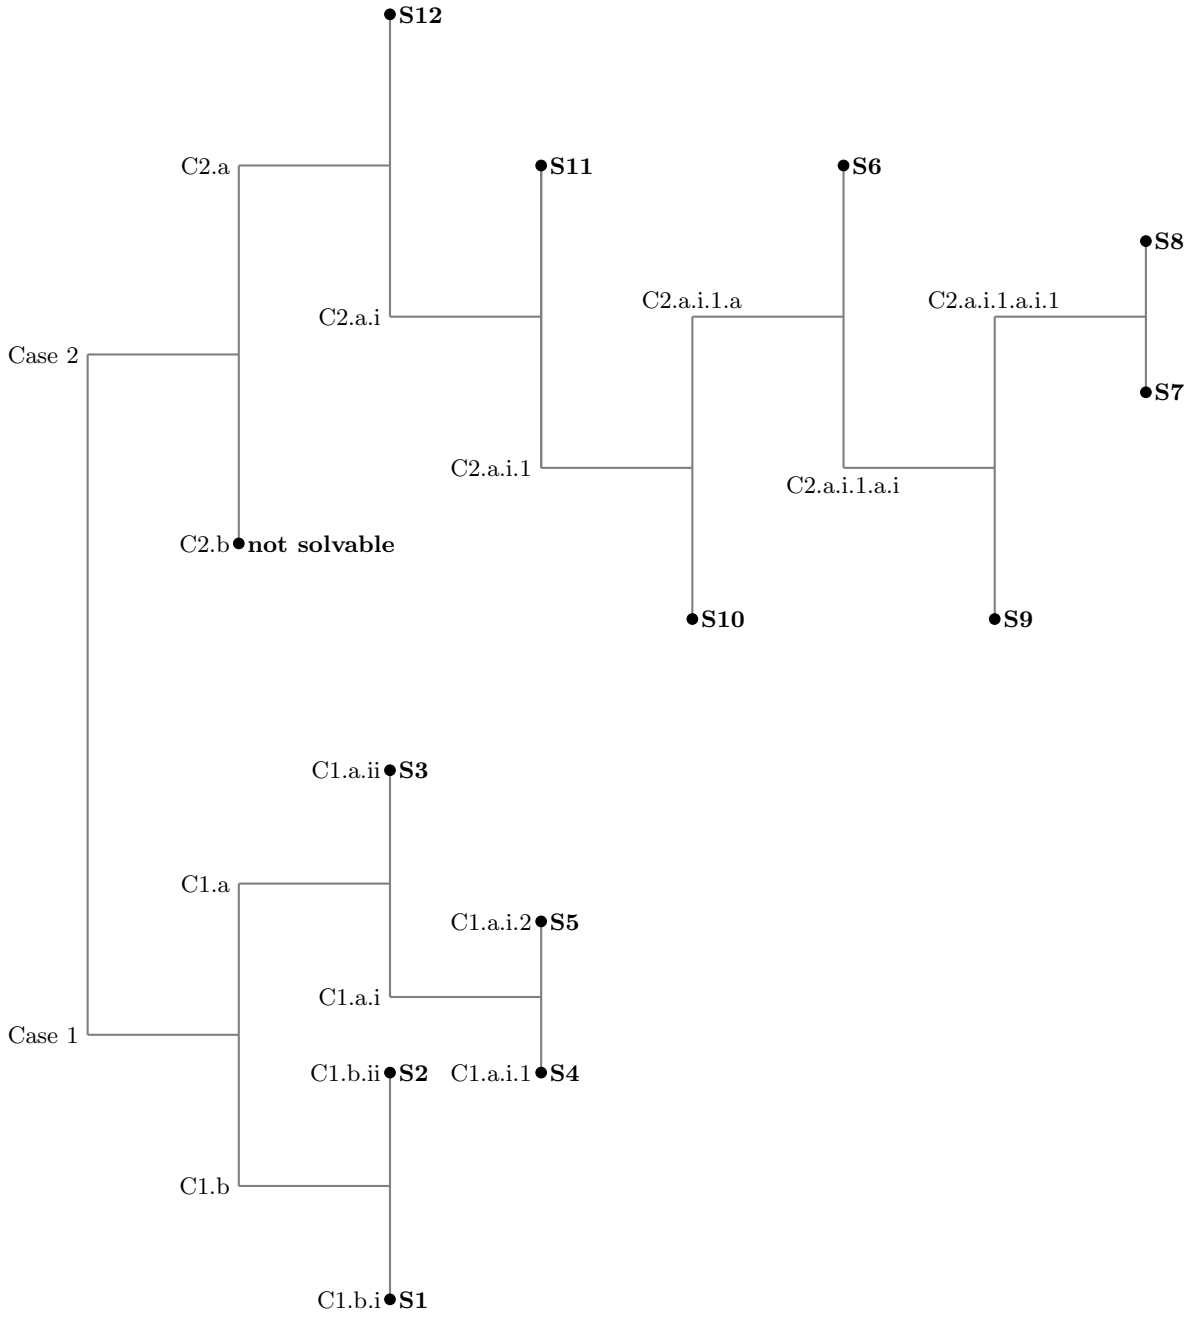 S12
C2.a
S11
S6
S8
C2.a.i.1.a
C2.a.i.1.a.i.1
C2.a.i
Case 2
S7
C2.a.i.1
C2.a.i.1.a.i
C2.b not solvable
S10
S9
C1.a.ii S3
C1.a
C1.a.i.2 S5
C1.a.i
Case 1
C1.b.ii S2
C1.a.i.1 S4
C1.b
C1.b.i S1